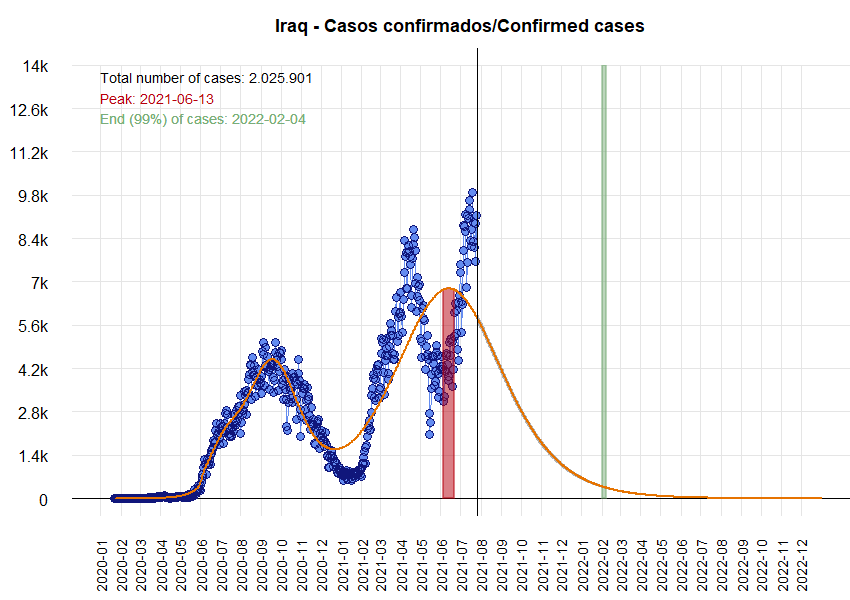 Iraq - Casos confirmados/Confirmed cases
14k
12.6k
11.2k
9.8k
8.4k
7k
5.6k
4.2k
2.8k
1.4k
0
Total number of cases: 2.025.901
Peak: 2021-06-13
End (99%) of cases: 2022-02-04
2020-01
2020-02
2020-03
2020-04
2020-05
2020-06
2020-07
2020-08
2020-09
2020-10
2020-11
2020-12
2021-01
2021-02
2021-03
2021-04
2021-05
2021-06
2021-07
2021-08
2021-09
2021-10
2021-11
2021-12
2022-01
2022-02
2022-03
2022-04
2022-05
2022-06
2022-07
2022-08
2022-09
2022-10
2022-11
2022-12